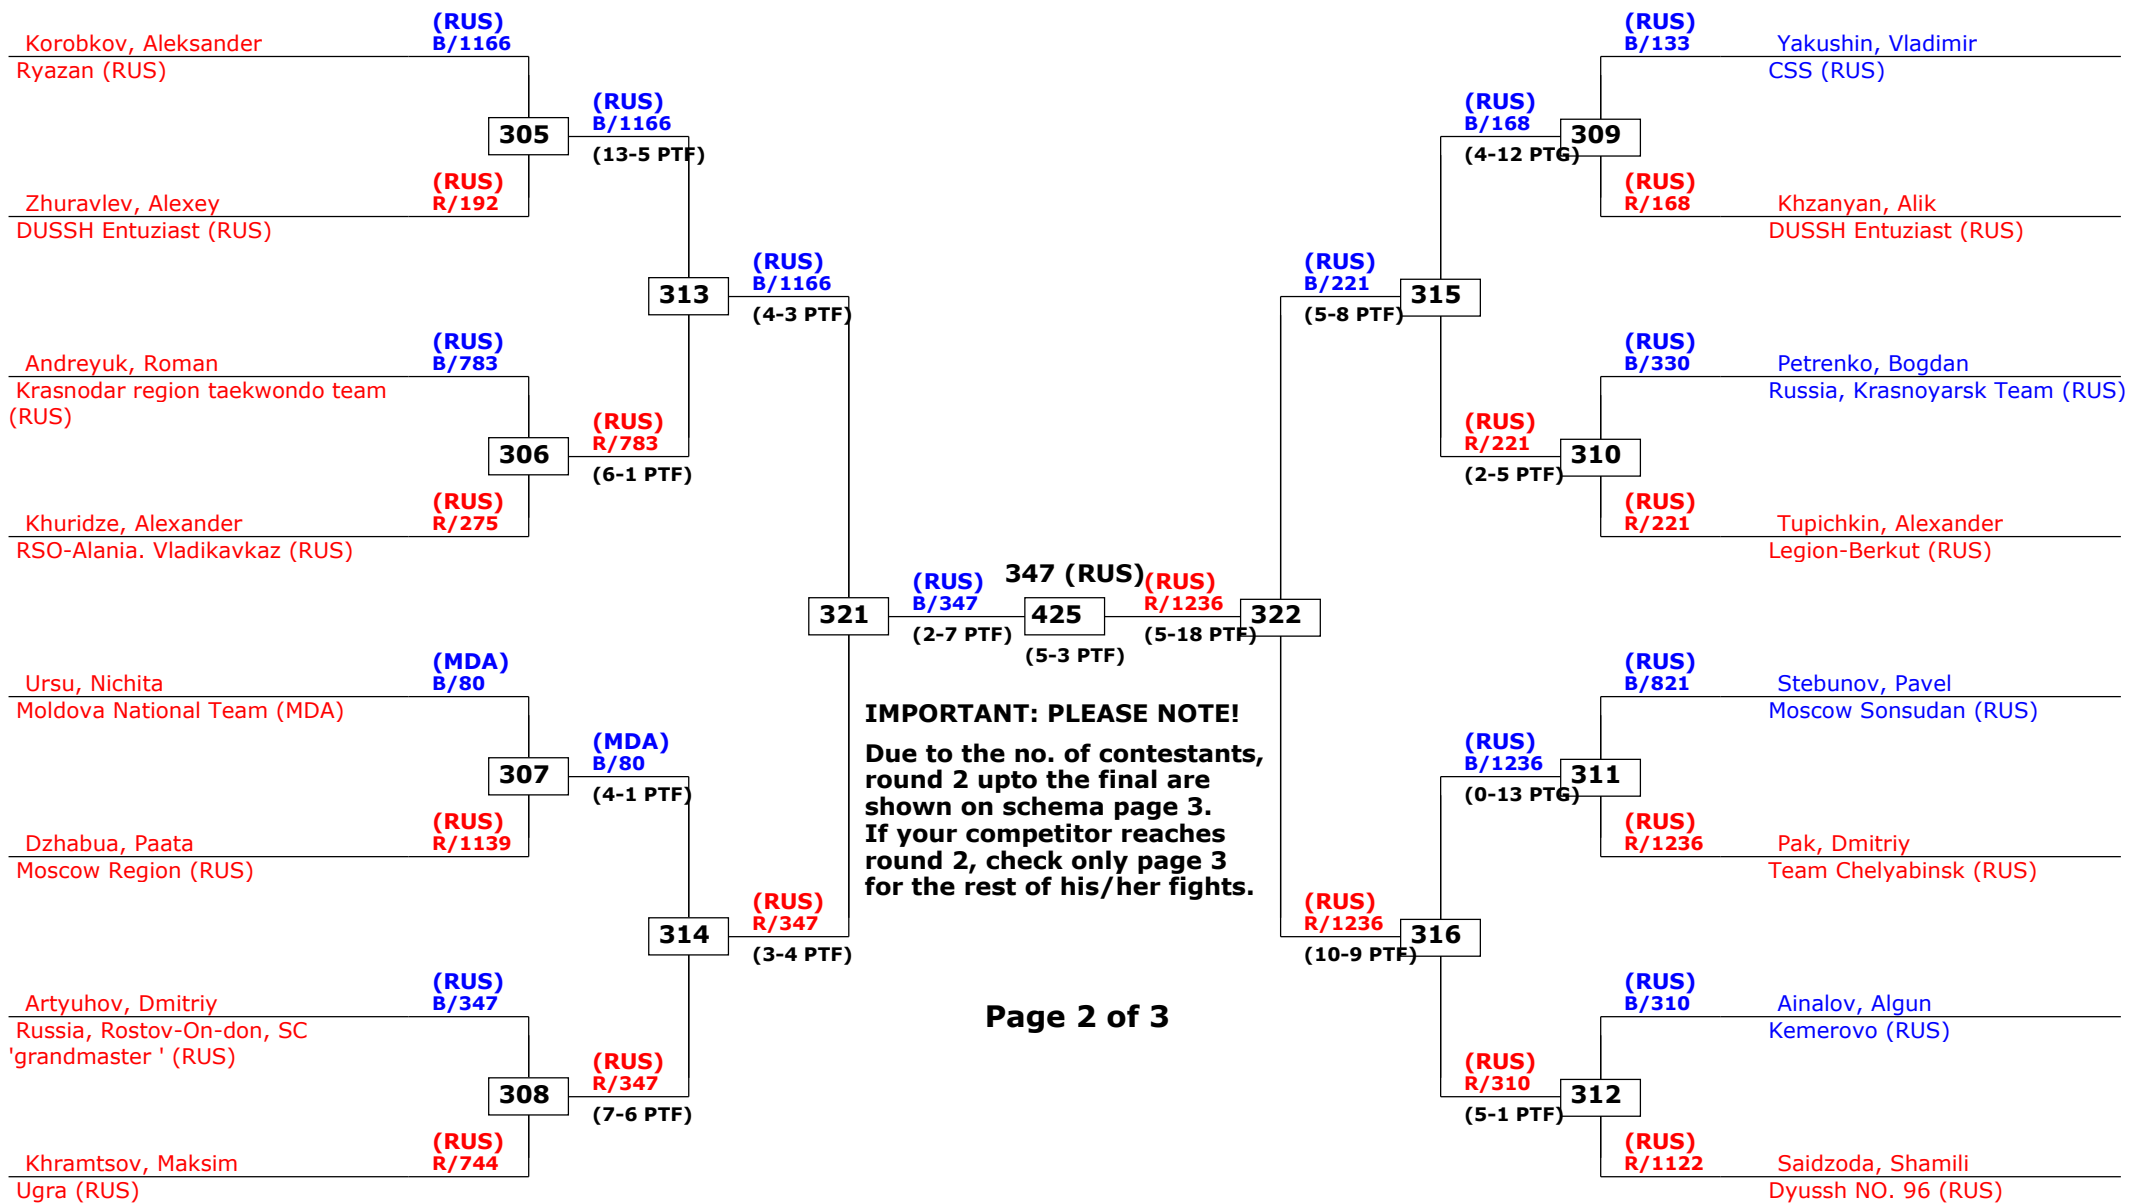 (RUS)
B/1166
Korobkov, Aleksander
Ryazan (RUS)
(RUS)
B/1166
305
(13-5 PTF)
(RUS)
R/192
Zhuravlev, Alexey
DUSSH Entuziast (RUS)
(RUS)
B/1166
313
(4-3 PTF)
(RUS)
B/783
Andreyuk, Roman
Krasnodar region taekwondo team
(RUS)
(RUS)
R/783
306
(6-1 PTF)
(RUS)
R/275
Khuridze, Alexander
RSO-Alania. Vladikavkaz (RUS)
321
(RUS)
B/347
(2-7 PTF)
(MDA)
B/80
Ursu, Nichita
Moldova National Team (MDA)
(MDA)
B/80
307
(4-1 PTF)
(RUS)
R/1139
Dzhabua, Paata
Moscow Region (RUS)
(RUS)
R/347
314
(3-4 PTF)
(RUS)
B/347
Artyuhov, Dmitriy
Russia, Rostov-On-don, SC
'grandmaster ' (RUS)
(RUS)
R/347
308
(7-6 PTF)
(RUS)
R/744
Khramtsov, Maksim
Ugra (RUS)
347 (RUS)
425
(5-3 PTF)
IMPORTANT: PLEASE NOTE!
Due to the no. of contestants,
round 2 upto the final are
shown on schema page 3.
If your competitor reaches
round 2, check only page 3
for the rest of his/her fights.
Page 2 of 3
(RUS)
B/133
Yakushin, Vladimir
CSS (RUS)
(RUS)
B/168
309
(4-12 PTG)
(RUS)
R/168
Khzanyan, Alik
DUSSH Entuziast (RUS)
(RUS)
B/221
315
(5-8 PTF)
(RUS)
B/330
Petrenko, Bogdan
Russia, Krasnoyarsk Team (RUS)
(RUS)
R/221
310
(2-5 PTF)
(RUS)
R/221
Tupichkin, Alexander
Legion-Berkut (RUS)
(RUS)
R/1236
322
(5-18 PTF)
(RUS)
B/821
Stebunov, Pavel
Moscow Sonsudan (RUS)
(RUS)
B/1236
311
(0-13 PTG)
(RUS)
R/1236
Pak, Dmitriy
Team Chelyabinsk (RUS)
(RUS)
R/1236
316
(10-9 PTF)
(RUS)
B/310
Ainalov, Algun
Kemerovo (RUS)
(RUS)
R/310
312
(5-1 PTF)
(RUS)
R/1122
Saidzoda, Shamili
Dyussh NO. 96 (RUS)